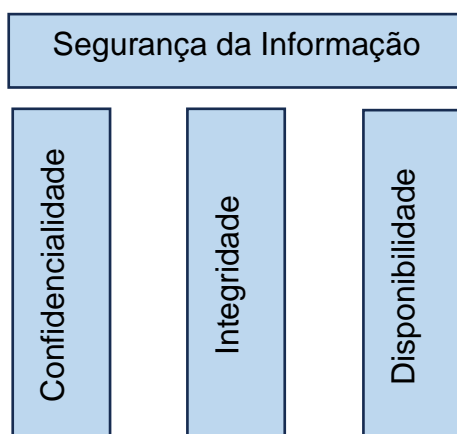 Segurança da Informação
Confidencialidade
Integridade
Disponibilidade